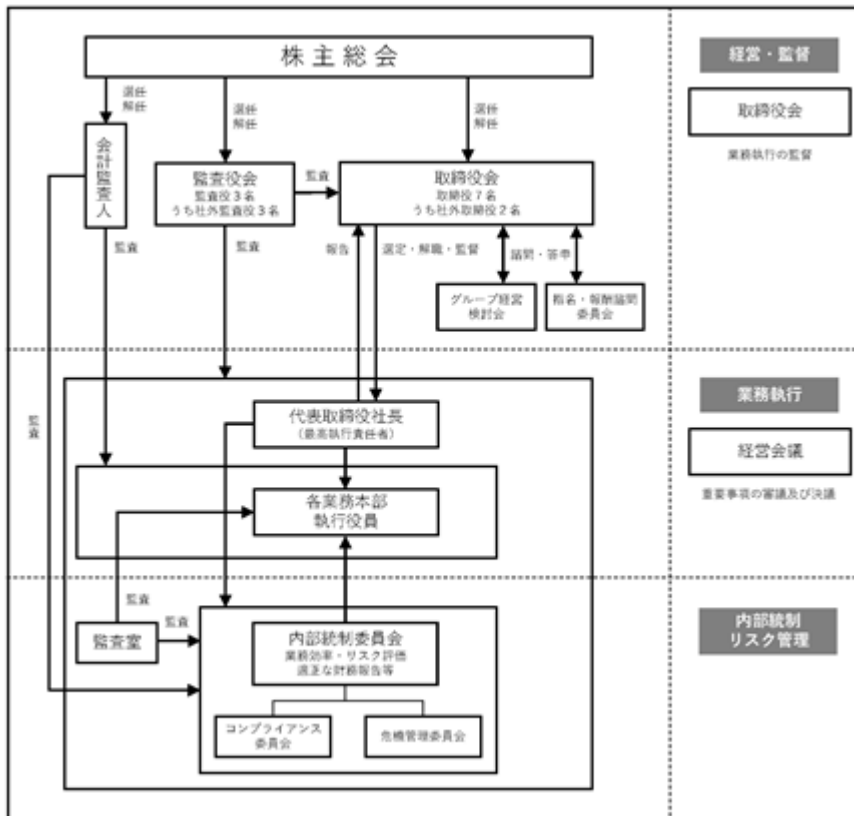 株主総会
経営・監督
取締役会
業務執行の監督
選任
解任
選任
解任
選任
解任
会計監査人
監査役会
監査役3名
うち社外監査役3名
監査
取締役会
取締役7名
うち社外取締役2名
監査
監査
報告
選定・解職・監督
諮問・答申
グループ経営
検討会
指名・報酬諮問
委員会
監査
業務執行
経営会議
重要事項の審議及び決議
代表取締役社長
(最高執行責任者)
各業務本部
執行役員
監査
監査
監査室
内部統制委員会
業務効率・リスク評価
適正な財務報告等
コンプライアンス
委員会
危機管理委員会
内部統制
リスク管理